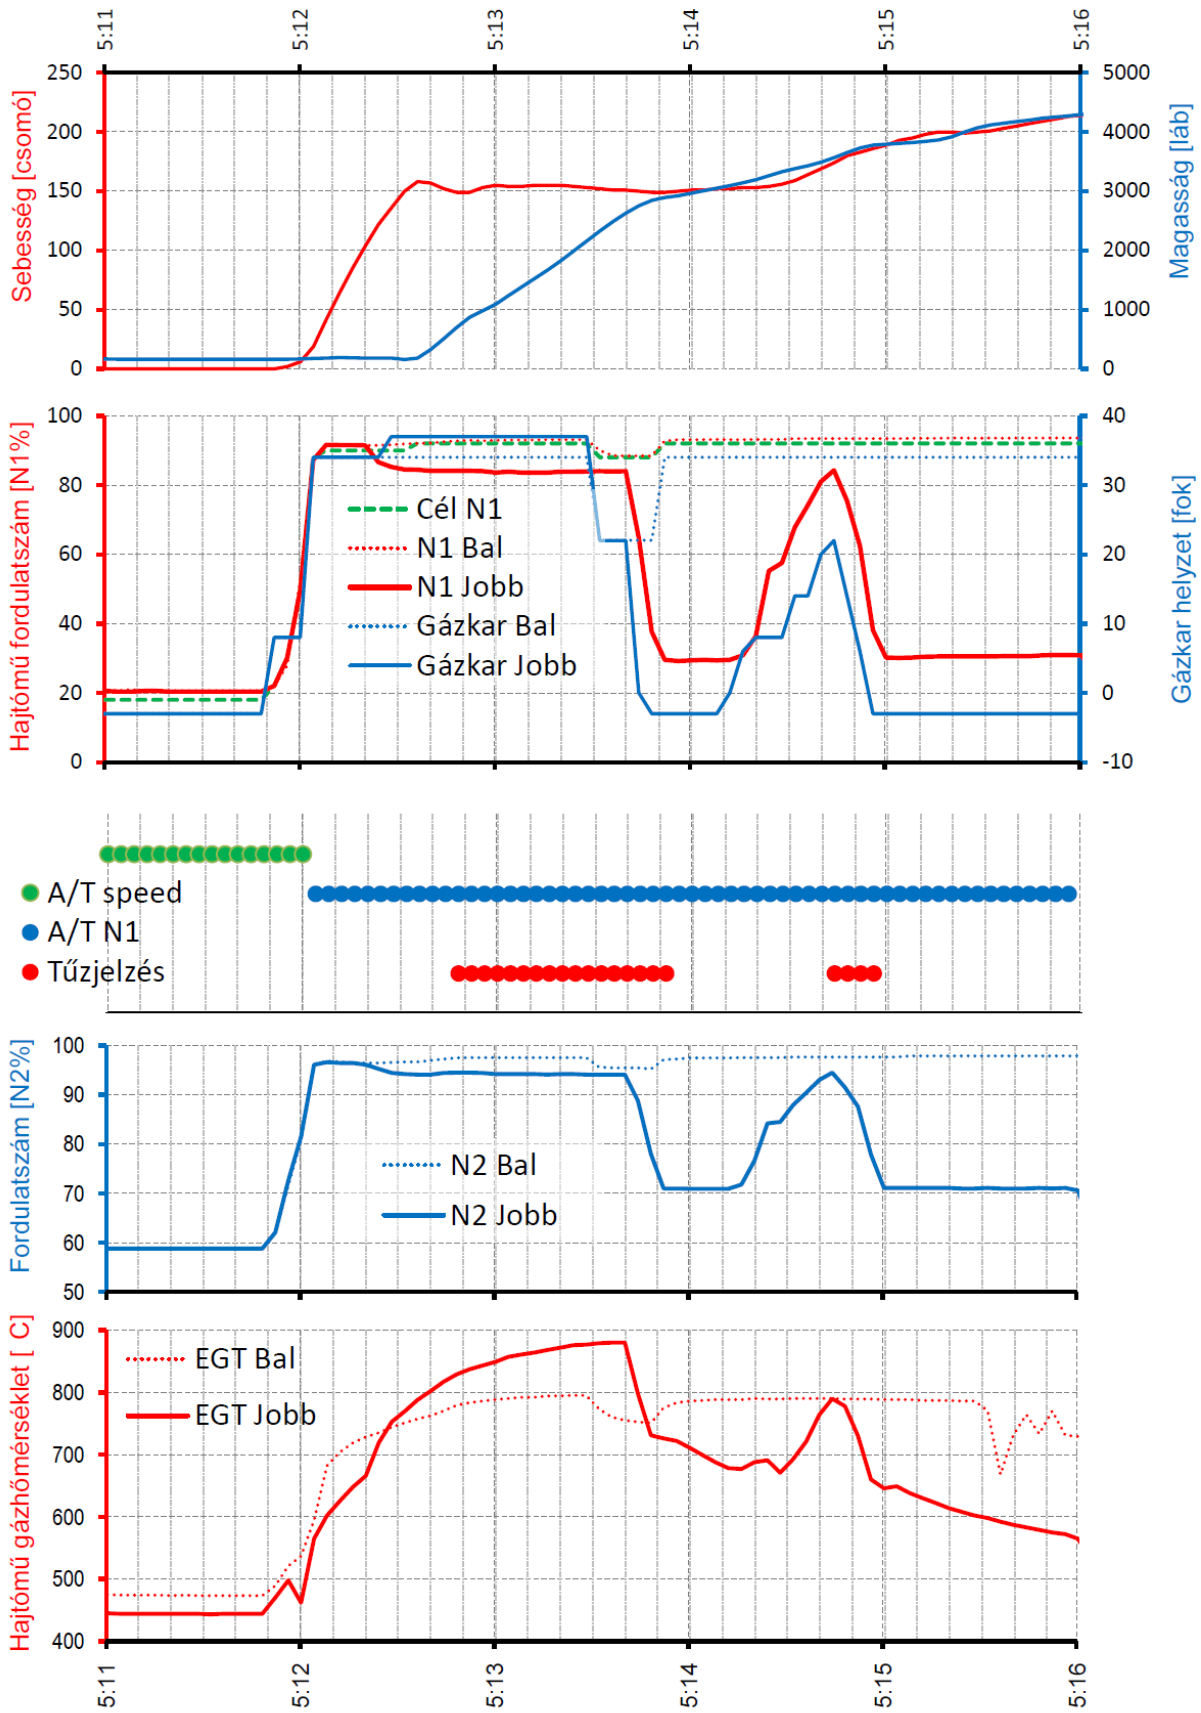 5:11 5:12 5:13 5:14 5:15 5:16
Sebesség [csomó]
250
200
150
100
50
0
5000
4000
3000
2000
1000
0
Magasság [láb]
Hajtómű fordulatszám [N1%]
100
80
60
40
20
0
Cél N1
N1 Bal
N1 Jobb
Gázkar Bal
Gázkar Jobb
40
30
20
10
0
-10
Gázkar helyzet [fok]
A/T speed
A/T N1
Tűzjelzés
Fordulatszám [N2%]
100
90
80
70
60
50
N2 Bal
N2 Jobb
Hajtómű gázhőmérséklet [ C]
900
800
700
600
500
400
EGT Bal
EGT Jobb
5:11 5:12 5:13 5:14 5:15 5:16